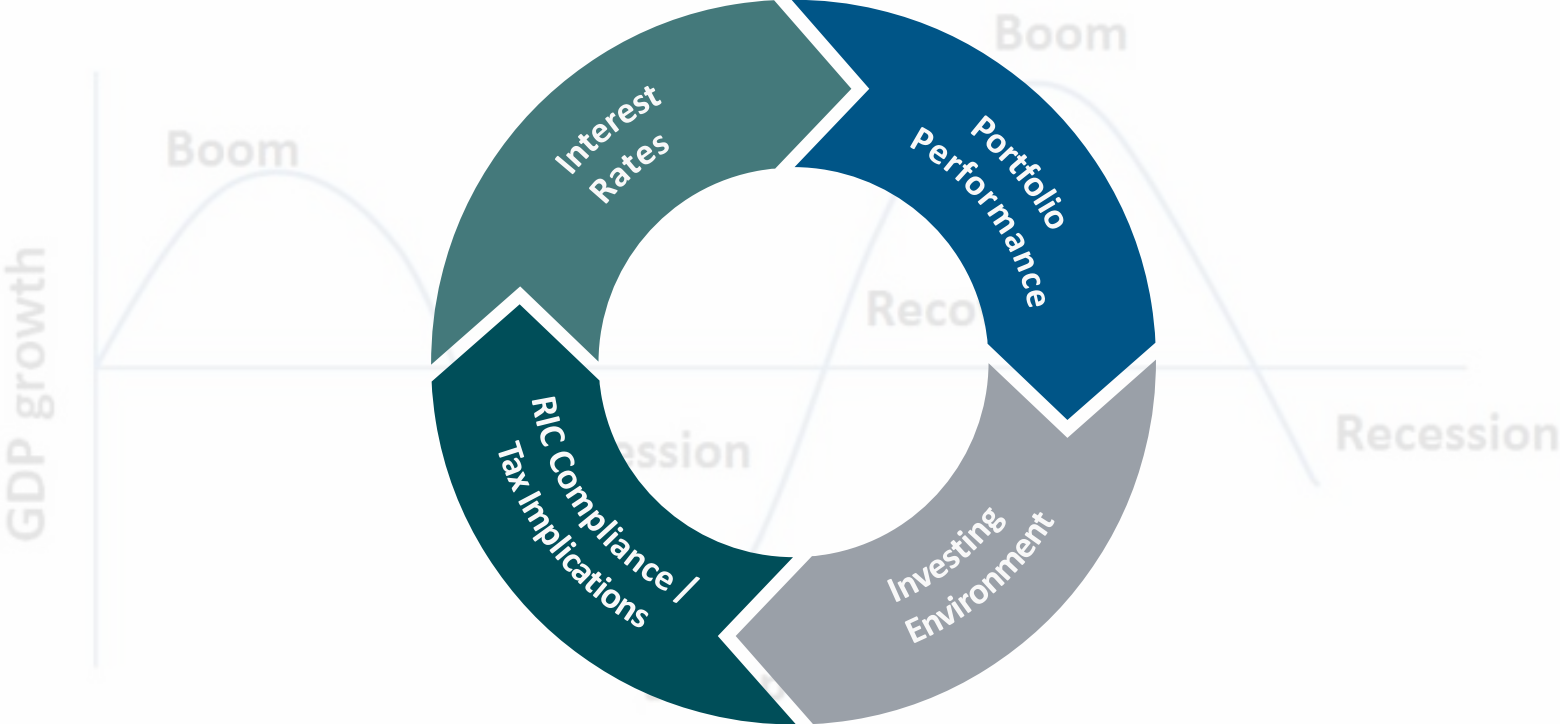 Boom
Boom
Interest
Rates
Portfolio
Performance
GDP growth
Reco
RIC Compliance /
Tax Implications
ession
Recession
Investing
Environment